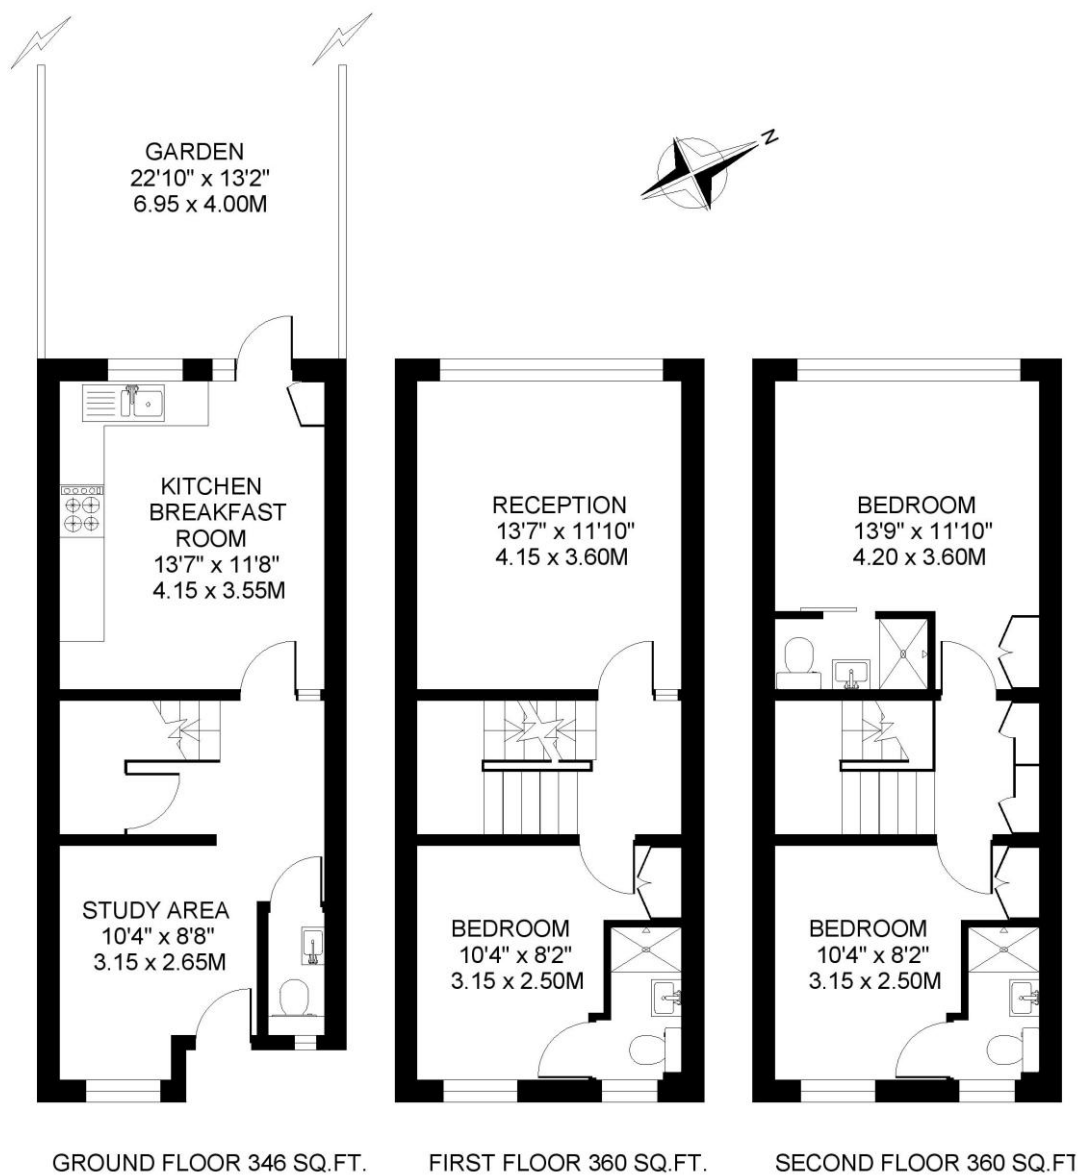 GARDEN
22'10" x 13'2"
6.95 x 4.00M
N
KITCHEN
BREAKFAST
ROOM
13'7" x 11'8"
4.15 x 3.55M
RECEPTION
13'7" x 11'10"
4.15 x 3.60M
BEDROOM
13'9" x 11'10"
4.20 x 3.60M
STUDY AREA
10'4" x 8'8"
3.15 x 2.65M
BEDROOM
10'4" x 8'2"
3.15 x 2.50M
BEDROOM
10'4" x 8'2"
3.15 x 2.50M
GROUND FLOOR 346 SQ.FT.
FIRST FLOOR 360 SQ.FT.
SECOND FLOOR 360 SQ.FT